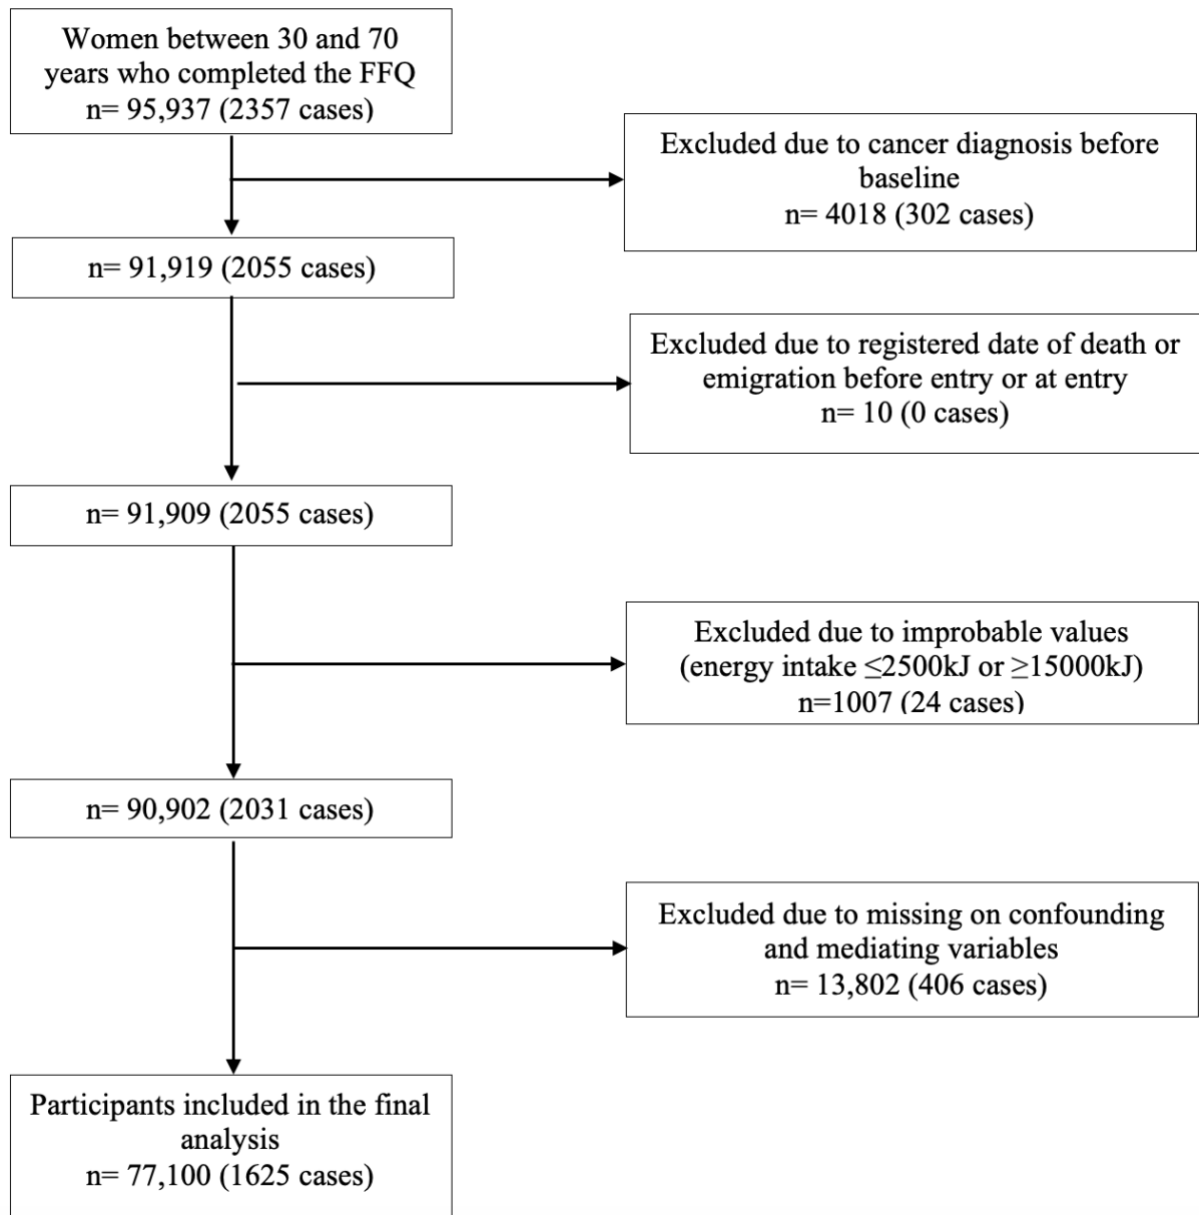 Women between 30 and 70
years who completed the FFQ
n= 95,937 (2357 cases)
Excluded due to cancer diagnosis before
baseline
n= 4018 (302 cases)
n= 91,919 (2055 cases)
Excluded due to registered date of death or
emigration before entry or at entry
n= 10 (0 cases)
n= 91,909 (2055 cases)
Excluded due to improbable values
(energy intake ≤2500kJ or ≥15000kJ)
n=1007 (24 cases)
n= 90,902 (2031 cases)
Excluded due to missing on confounding
and mediating variables
n= 13,802 (406 cases)
Participants included in the final
analysis
n= 77,100 (1625 cases)